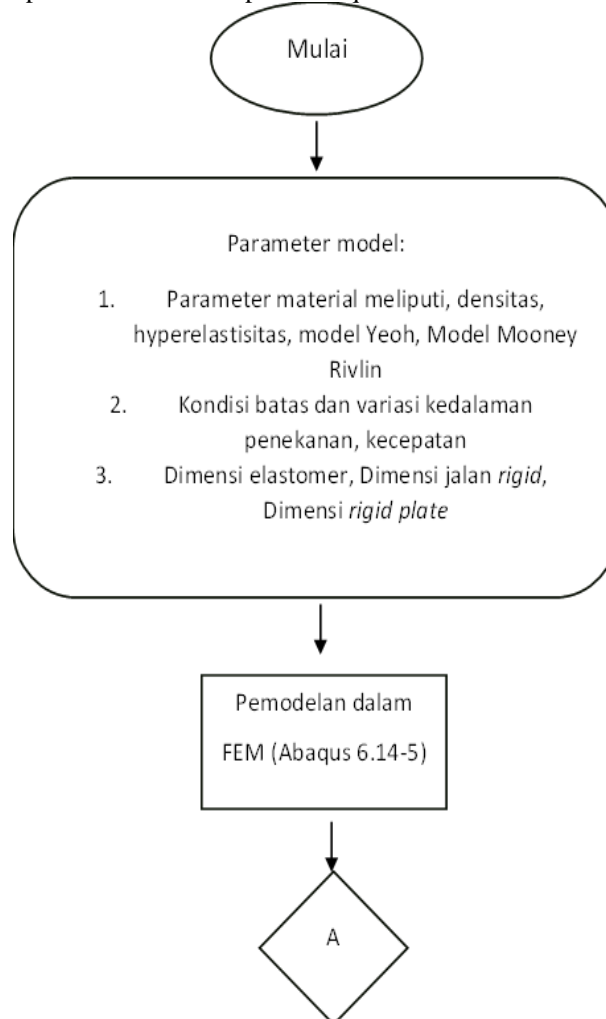 Mulai
Parameter model:
1. Parameter material meliputi, densitas,
hyperelastisitas, model Yeoh, Model Mooney
Rivlin
2. Kondisi batas dan variasi kedalaman
penekanan, kecepatan
3. Dimensi elastomer, Dimensi jalan rigid,
Dimensi rigid plate
Pemodelan dalam
FEM (Abaqus 6.14-5)
A